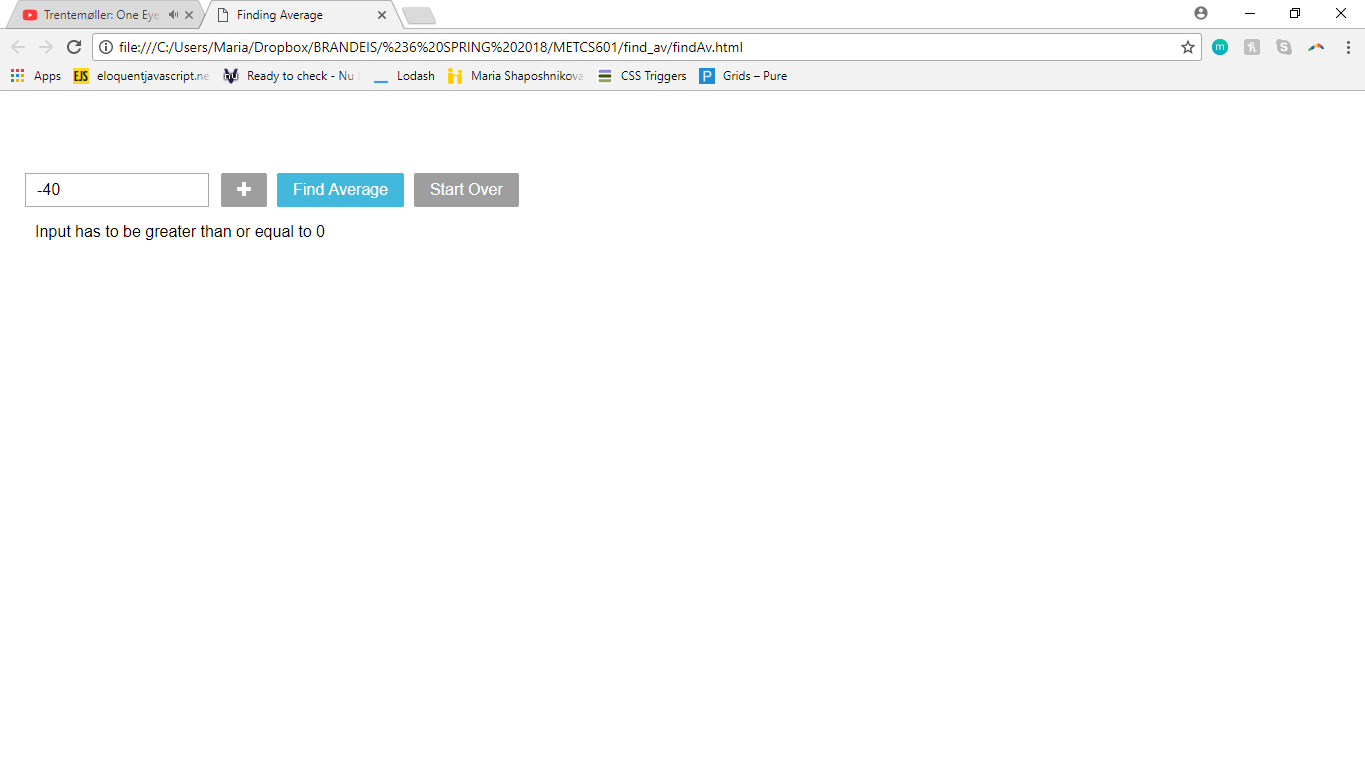 Trentemøller: One Eye
Finding Average
file:///C:/Users/Maria/Dropbox/BRANDEIS/%236%20SPRING%202018/METCS601/find_av/findAv.html
m
h
S
Apps EJS eloquentjavascript.ne nu Ready to check - Nu Lodash Maria Shaposhnikova CSS Triggers P Grids – Pure
-40 + Find Average Start Over
Input has to be greater than or equal to 0